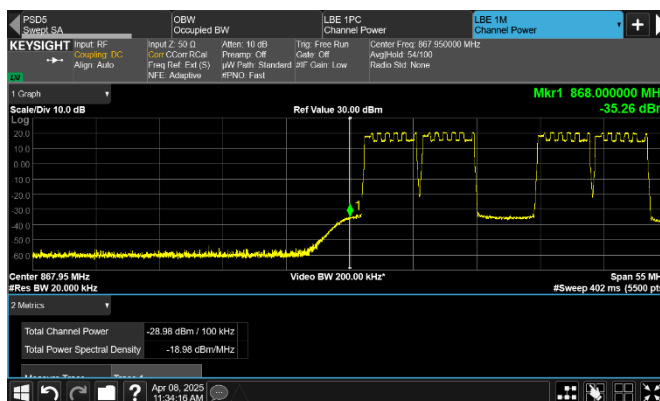 PSD5
Swept SA
OBW
Occupied BW
LBE 1PC
Channel Power
LBE 1M
Channel Power
KEYSIGHT
Input: RF
Coupling: DC
Align: Auto
Input Z: 50 Ω
Corr CCorr RCal
Freq Ref: Ext (S)
NFE: Adaptive
Atten: 10 dB
Preamp: Off
µW Path: Standard
#PNO: Fast
Trig: Free Run
Gate: Off
#IF Gain: Low
Center Freq: 867.950000 MHz
Avg|Hold: 54/100
Radio Std: None
1 Graph
Mkr1 868.000000 MH
-35.26 dBr
Scale/Div 10.0 dB
Ref Value 30.00 dBm
Log
20.0
10.0
0.00
-10.0
-20.0
-30.0
-40.0
-50.0
-60.0
1
Center 867.95 MHz
Video BW 200.00 kHz*
Span 55 MH
#Res BW 20.000 kHz
#Sweep 402 ms (5500 pts
2 Metrics
Total Channel Power -28.98 dBm / 100 kHz
Total Power Spectral Density -18.98 dBm/MHz
?
Apr 08, 2025
11:34:16 AM